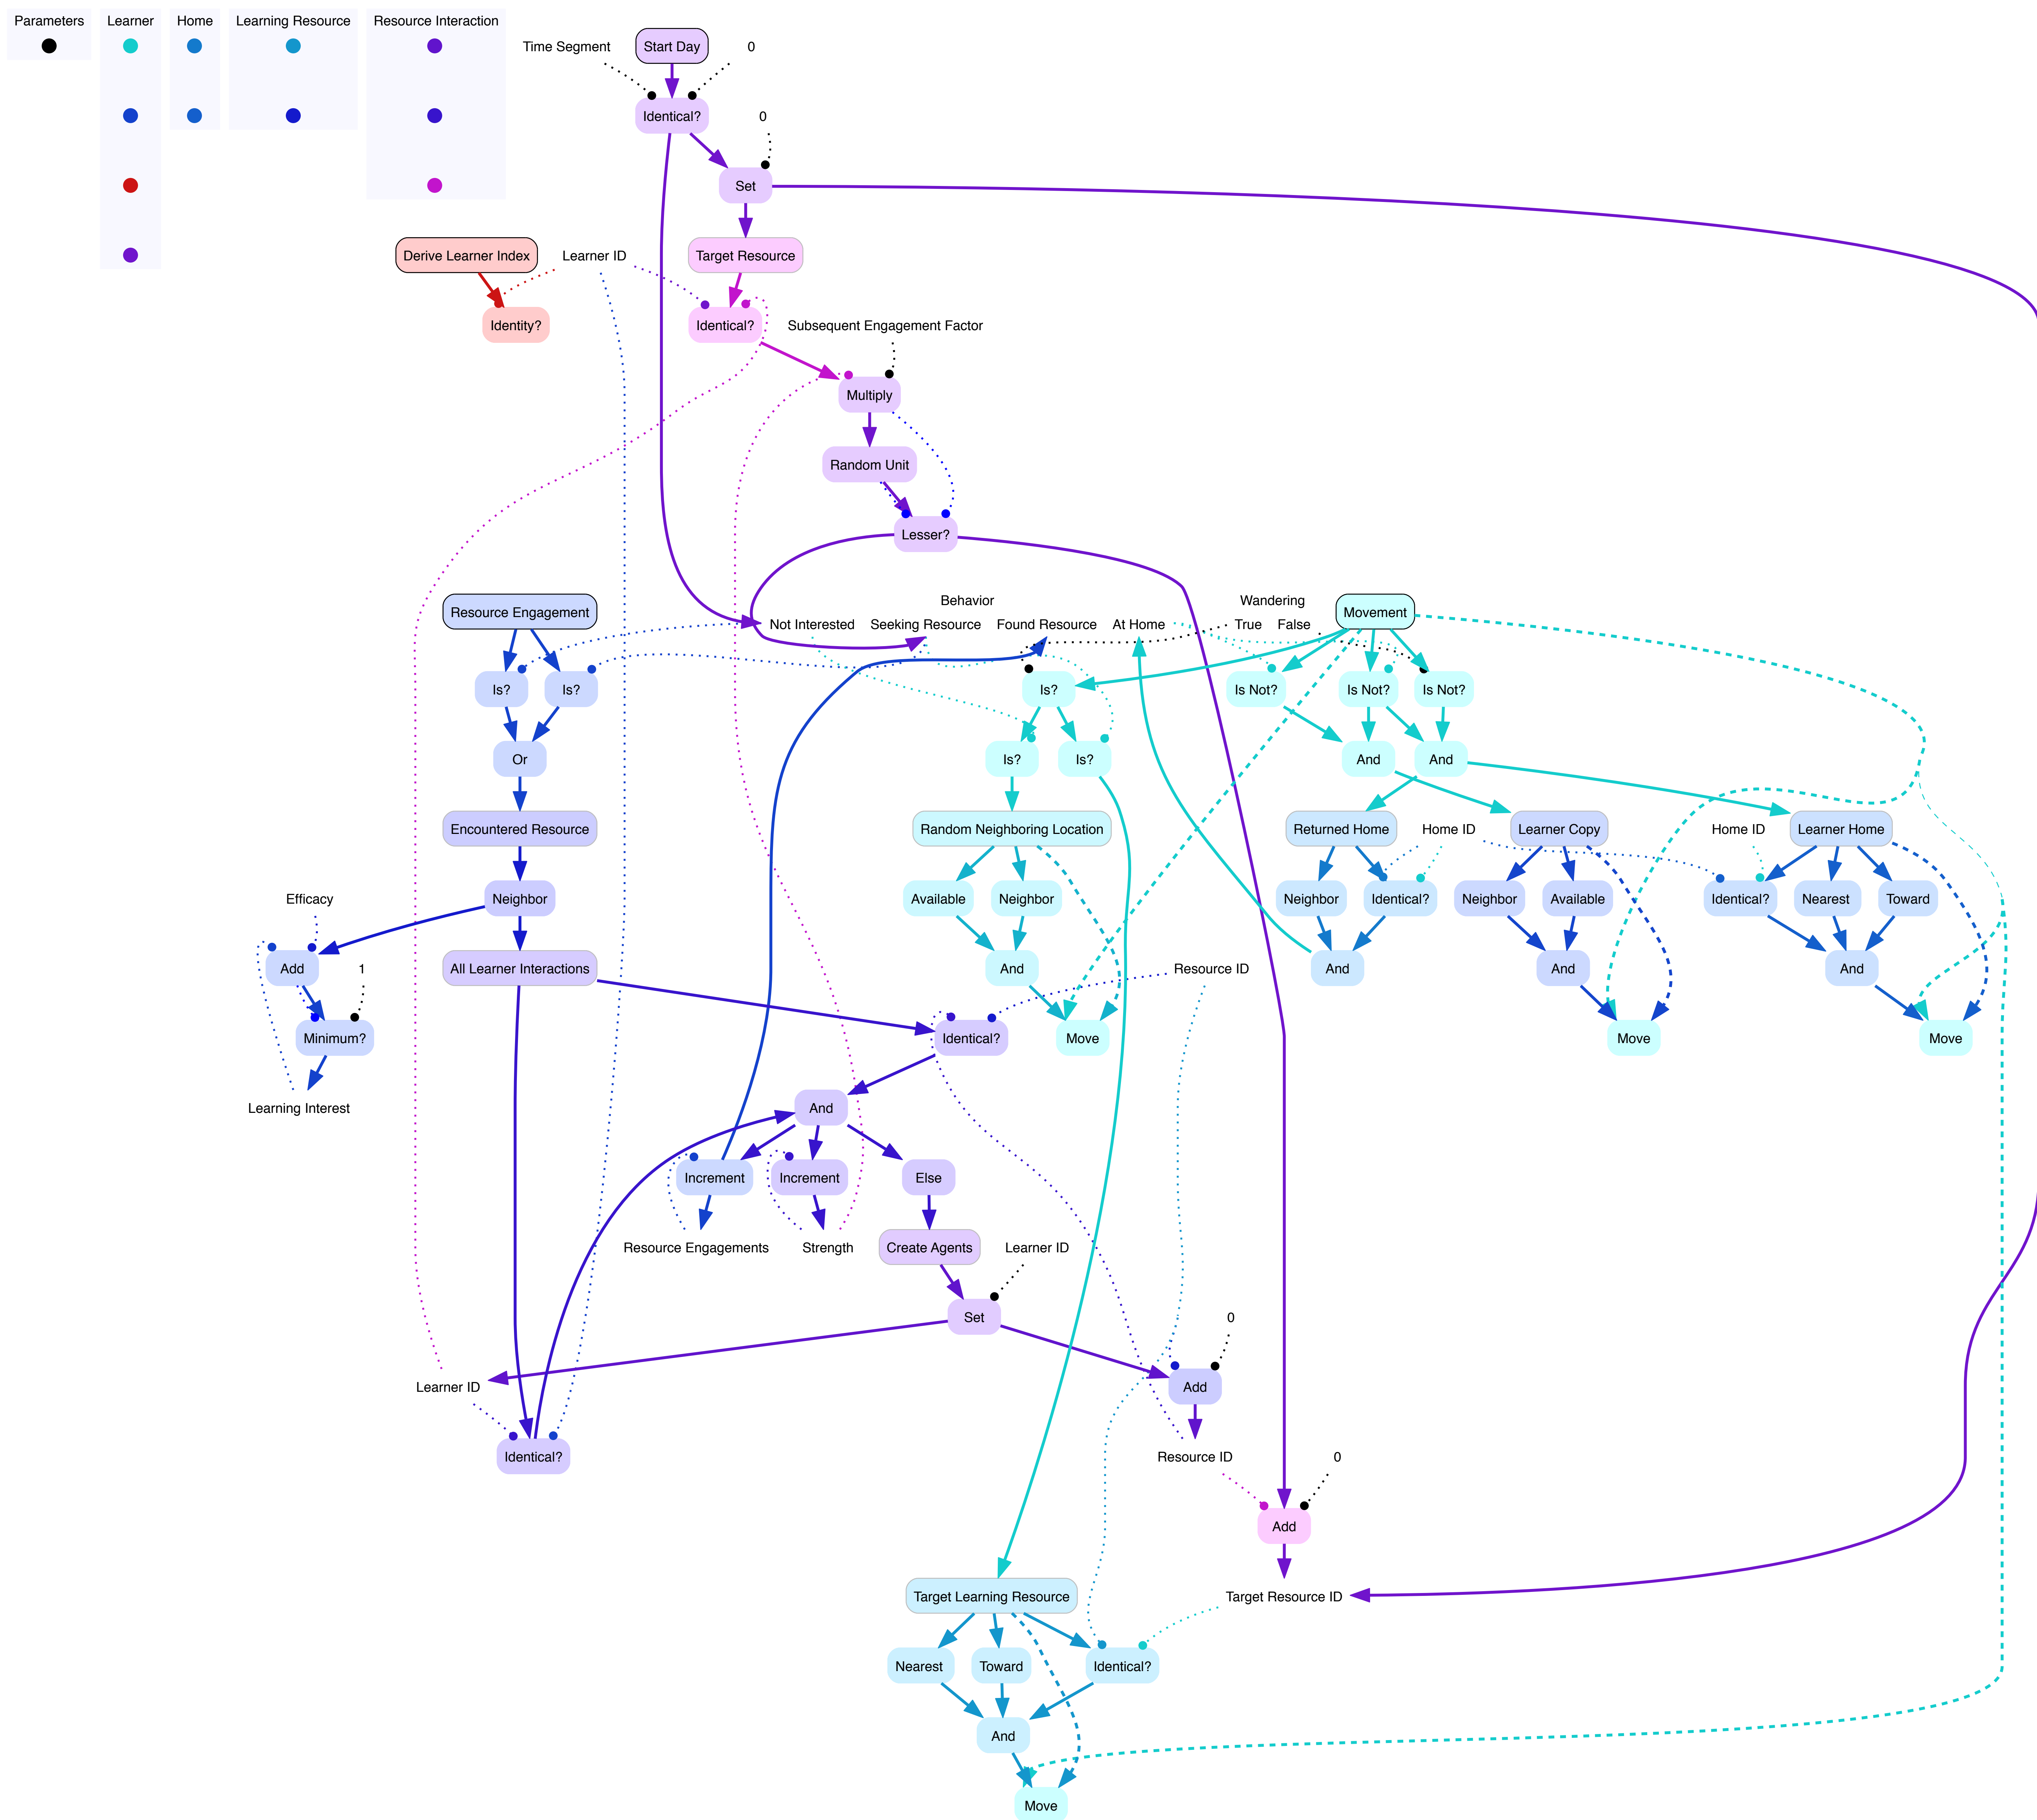 Parameters
Learner
Home
Learning Resource
Resource Interaction
Time Segment
Start Day
0
Identical?
0
Set
Derive Learner Index
Learner ID
Target Resource
Identity?
Identical?
Subsequent Engagement Factor
Multiply
Random Unit
Lesser?
Resource Engagement
Behavior
Wandering
Movement
Not Interested
Seeking Resource
Found Resource
At Home
True
False
Is?
Is?
Is?
Is Not?
Is Not?
Is Not?
Or
Is?
Is?
And
And
Encountered Resource
Random Neighboring Location
Returned Home
Home ID
Learner Copy
Home ID
Learner Home
Efficacy
Neighbor
Available
Neighbor
Neighbor
Identical?
Neighbor
Available
Identical?
Nearest
Toward
Add
1
All Learner Interactions
And
Resource ID
And
And
And
Minimum?
Identical?
Move
Move
Move
Learning Interest
And
Increment
Increment
Else
Resource Engagements
Strength
Create Agents
Learner ID
Set
0
Learner ID
Add
Identical?
Resource ID
0
Add
Target Learning Resource
Target Resource ID
Nearest
Toward
Identical?
And
Move